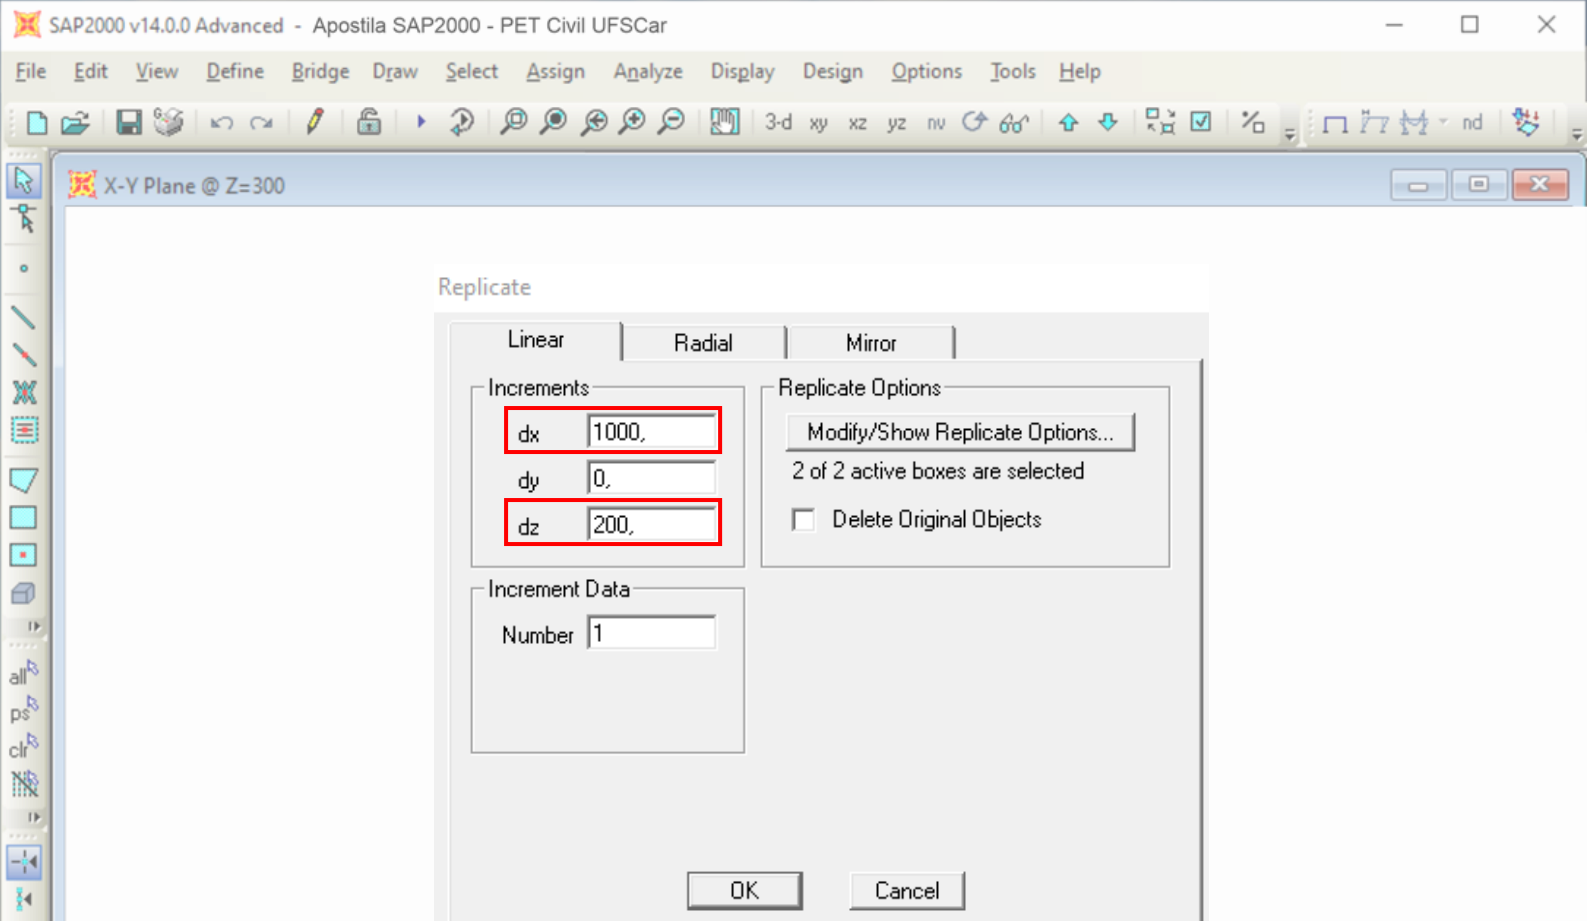 SAP2000 v14.0.0 Advanced - Apostila SAP2000 - PET Civil UFSCar
File Edit View Define Bridge Draw Select Assign Analyze Display Design Options Tools Help
3-d xy xz yz nv nd
X-Y Plane @ Z=300
Replicate
Linear Radial Mirror
Increments
dx 1000,
dy 0,
dz 200,
Replicate Options
Modify/Show Replicate Options...
2 of 2 active boxes are selected
Delete Original Objects
Increment Data
Number 1
all
ps
clr
OK Cancel